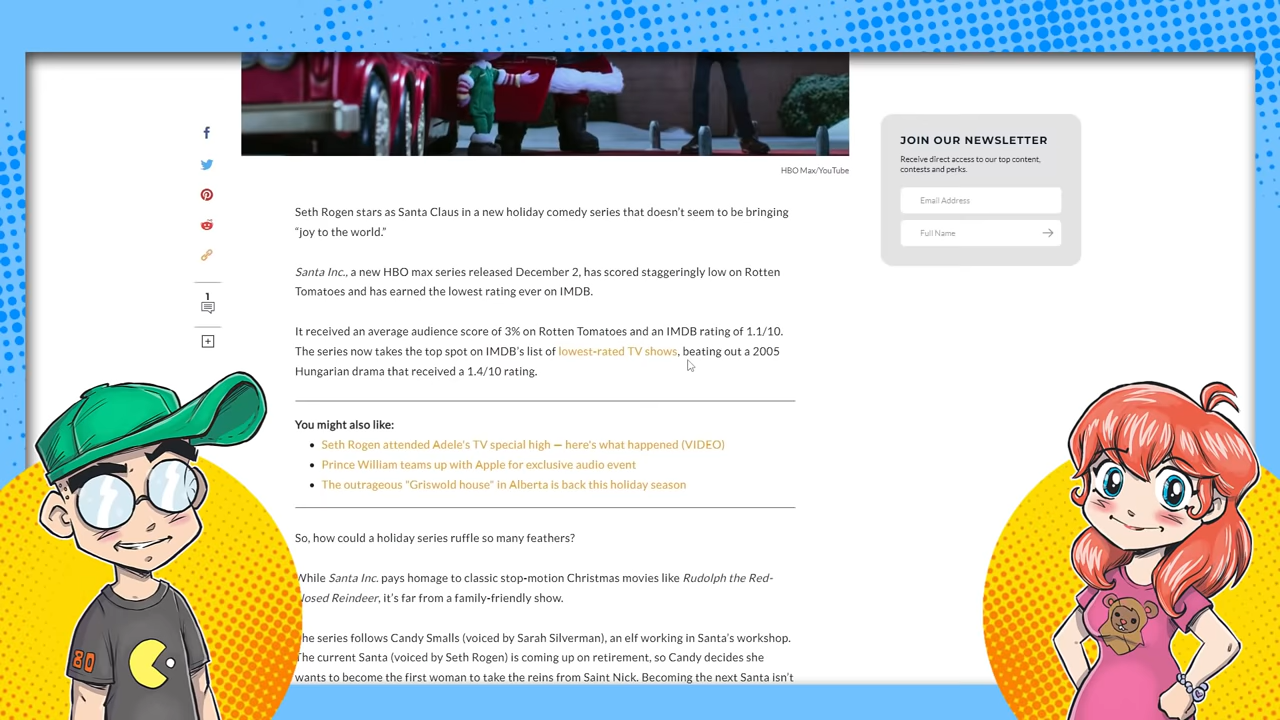 HBO Max/YouTube
JOIN OUR NEWSLETTER
Receive direct access to our top content,
contests and perks.
Email Address
Full Name
1
Seth Rogen stars as Santa Claus in a new holiday comedy series that doesn't seem to be bringing
"joy to the world."
Santa Inc., a new HBO max series released December 2, has scored staggeringly low on Rotten
Tomatoes and has earned the lowest rating ever on IMDB.
It received an average audience score of 3% on Rotten Tomatoes and an IMDB rating of 1.1/10.
The series now takes the top spot on IMDB's list of lowest-rated TV shows, beating out a 2005
Hungarian drama that received a 1.4/10 rating.
You might also like:
Seth Rogen attended Adele's TV special high — here's what happened (VIDEO)
Prince William teams up with Apple for exclusive audio event
The outrageous "Griswold house" in Alberta is back this holiday season
So, how could a holiday series ruffle so many feathers?
While Santa Inc. pays homage to classic stop-motion Christmas movies like Rudolph the Red-
Nosed Reindeer, it's far from a family-friendly show.
The series follows Candy Smalls (voiced by Sarah Silverman), an elf working in Santa's workshop.
The current Santa (voiced by Seth Rogen) is coming up on retirement, so Candy decides she
wants to become the first woman to take the reins from Saint Nick. Becoming the next Santa isn't
80